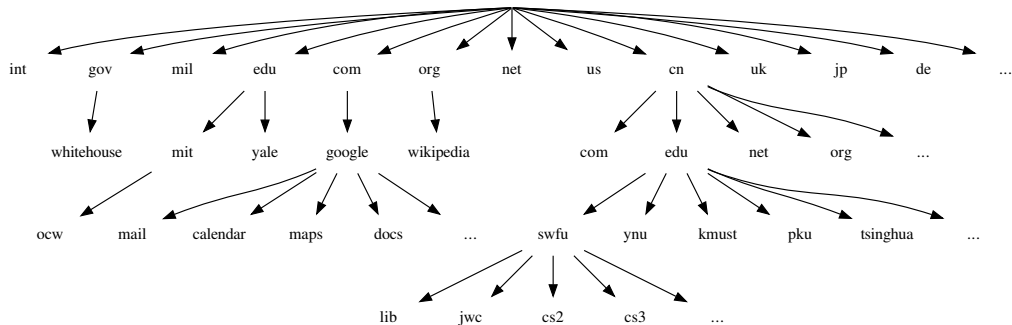 int gov mil edu com org net us cn uk jp de ...
whitehouse mit yale google wikipedia com edu net org ...
ocw mail calendar maps docs ... swfu ynu kmust pku tsinghua ...
lib jwc cs2 cs3 ...